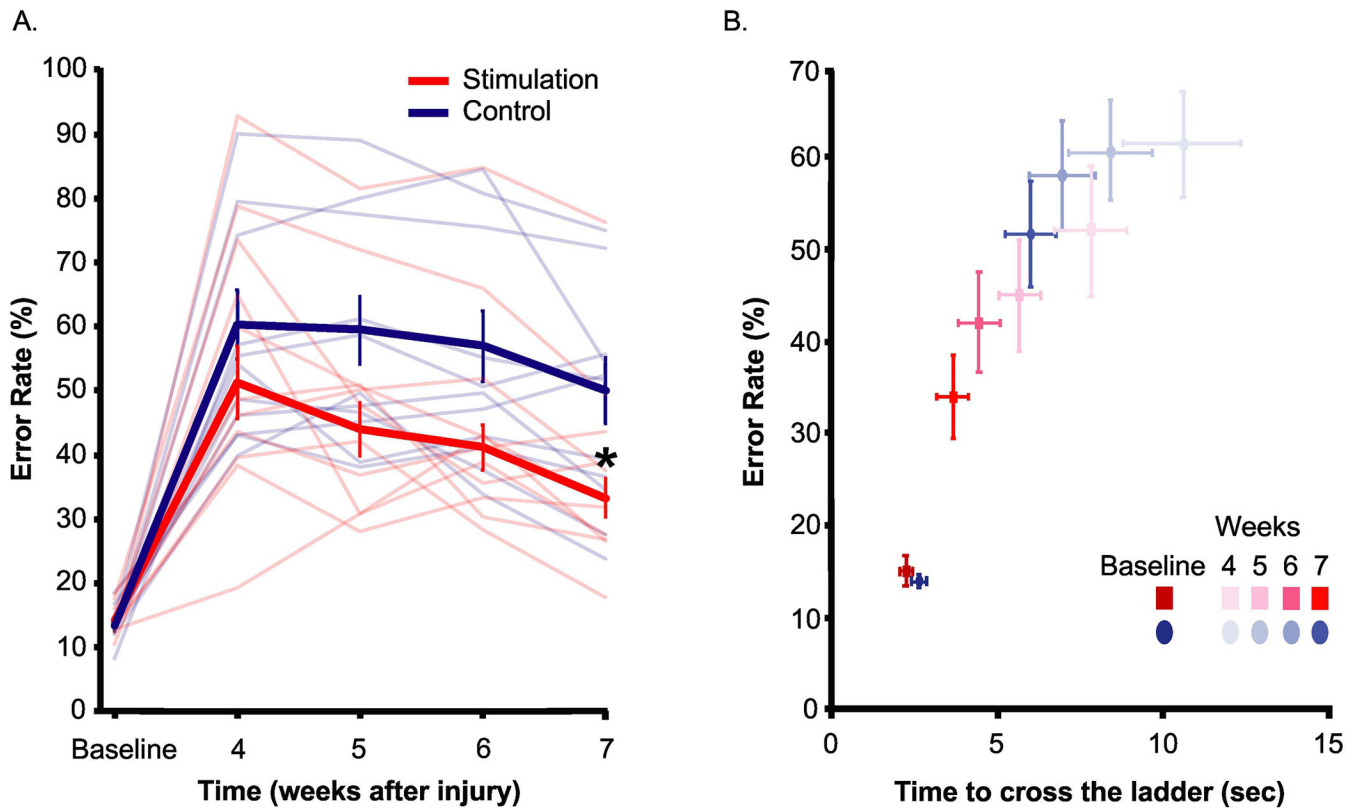 A.
Error Rate (%)
100
90
80
70
60
50
40
30
20
10
0
Stimulation
Control
*
Baseline 4 5 6 7
Time (weeks after injury)
B.
Error Rate (%)
70
60
50
40
30
20
10
0
Weeks
Baseline 4 5 6 7
0 5 10 15
Time to cross the ladder (sec)